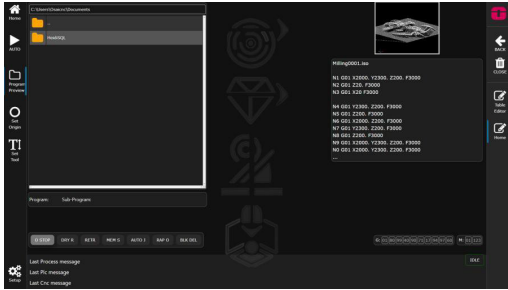 Home
C:\Users\Osairos\Documents
..
AUTO
HeidiSQL
Program
Preview
Set
Origin
Set
Tool
Setup
Milling0001.iso
N1 G01 X2000. Y2300. Z200. F3000
N2 G01 Z20. F3000
N3 G01 X20 F3000
N4 G01 Y2300. Z200. F3000
N5 G01 Z200. F3000
N6 G01 X2000. Y2300. Z200. F3000
N7 G01 Y2300. Z200. F3000
N8 G01 Z200. F3000
N9 G01 X2000. Y2300. Z200. F3000
N0 G01 X2000. Y2300. Z200. F3000
...
BACK
CLOSE
Table
Editor
Home
Program: Sub-Program:
O STOP DRY R RETR MEM S AUTO I RAP O BLK DEL
G: M:
Last Process message IDLE
Last Plc message
Last Cnc message